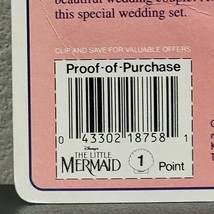 beautiful wedding couple. A
this special wedding set.
CLIP AND SAVE FOR VALUABLE OFFERS
Proof-of-Purchase
0 43302 18758 1
Disney's
THE LITTLE
MERMAID
1 Point